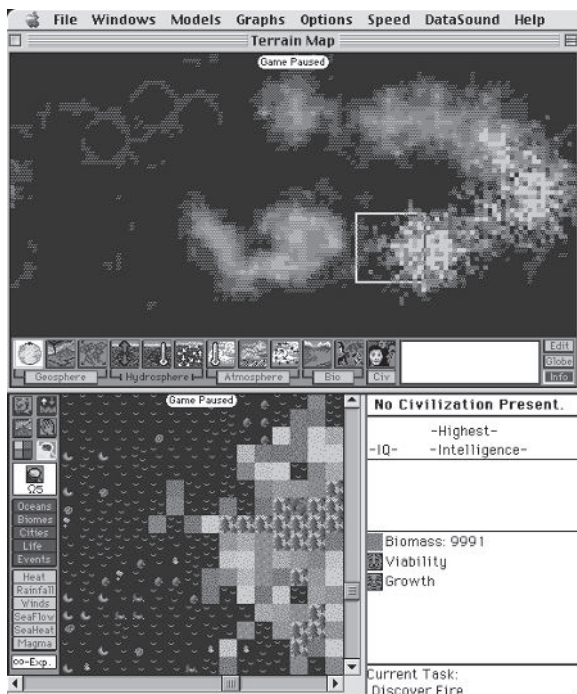 File Windows Models Graphs Options Speed DataSound Help
Terrain Map
Game Paused
Edit
Globe
Info
Geosphere Hydrosphere Atmosphere Bio Civ
Game Paused
Ω5
Oceans
Biomes
Cities
Life
Events
Heat
Rainfall
Winds
SeaFlow
SeaHeat
Magma
∞-Exp.
No Civilization Present.
-Highest-
-IQ- -Intelligence-
Biomass: 9991
Viability
Growth
Current Task:
Discover Fire